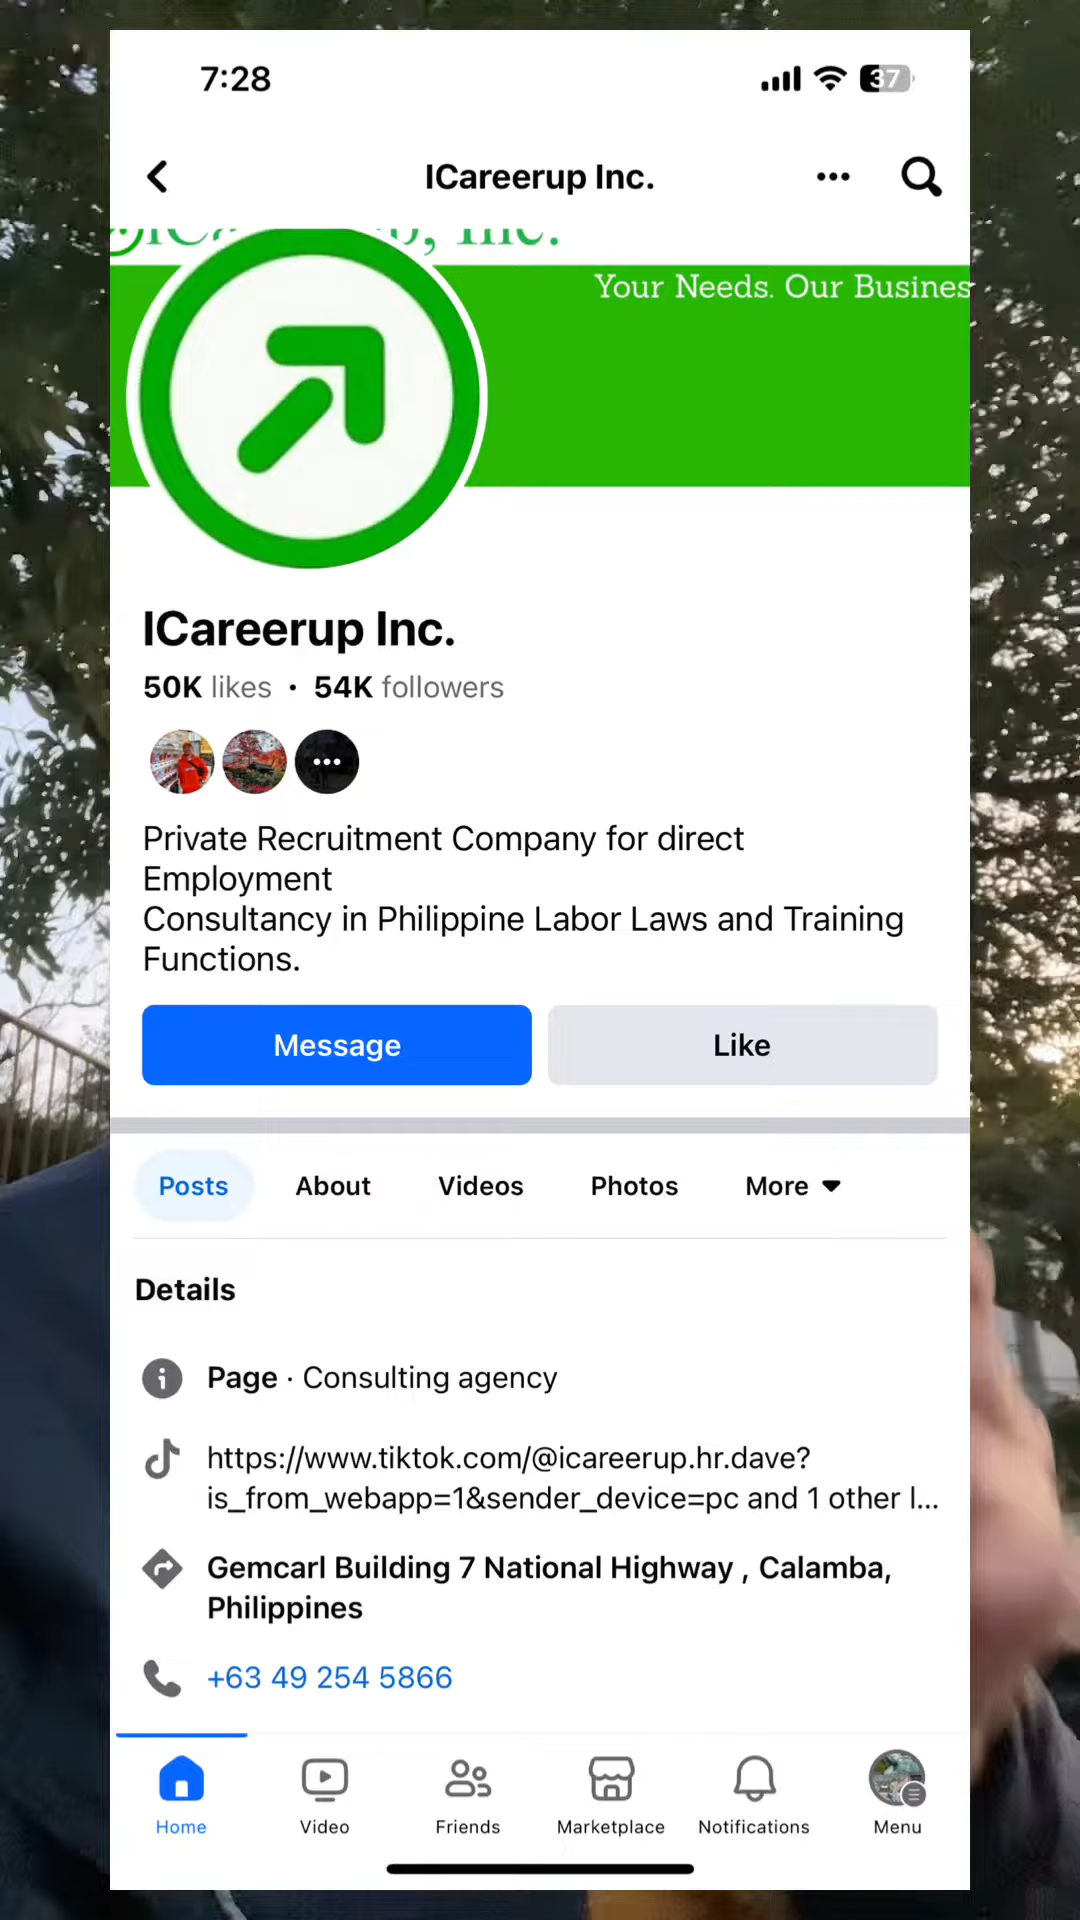 7:28
37
ICareerup Inc.
Your Needs. Our Busines
ICareerup Inc.
50K likes · 54K followers
Private Recruitment Company for direct
Employment
Consultancy in Philippine Labor Laws and Training
Functions.
Message
Like
Posts
About
Videos
Photos
More
Details
Page · Consulting agency
https://www.tiktok.com/@icareerup.hr.dave?
is_from_webapp=1&sender_device=pc and 1 other l...
Gemcarl Building 7 National Highway , Calamba,
Philippines
+63 49 254 5866
Home
Video
Friends
Marketplace
Notifications
Menu